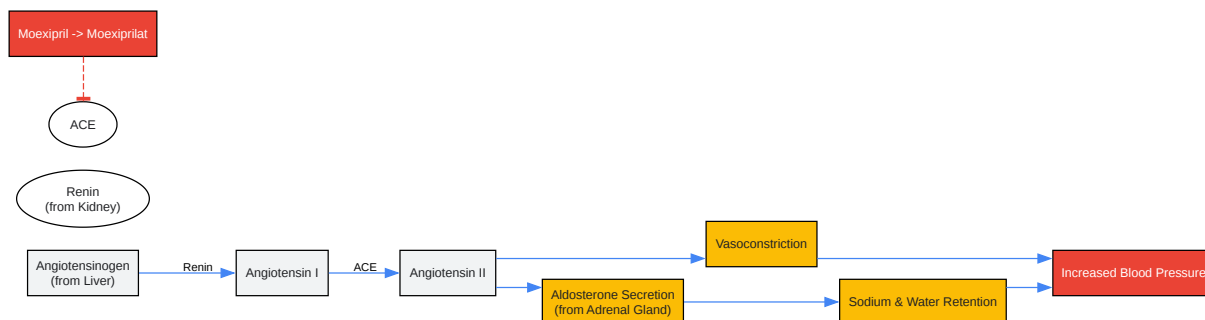 Moexipril -> Moexiprilat
ACE
Renin
(from Kidney)
Angiotensinogen
(from Liver)
Renin
Angiotensin I
ACE
Angiotensin II
Vasoconstriction
Aldosterone Secretion
(from Adrenal Gland)
Sodium & Water Retention
Increased Blood Pressure